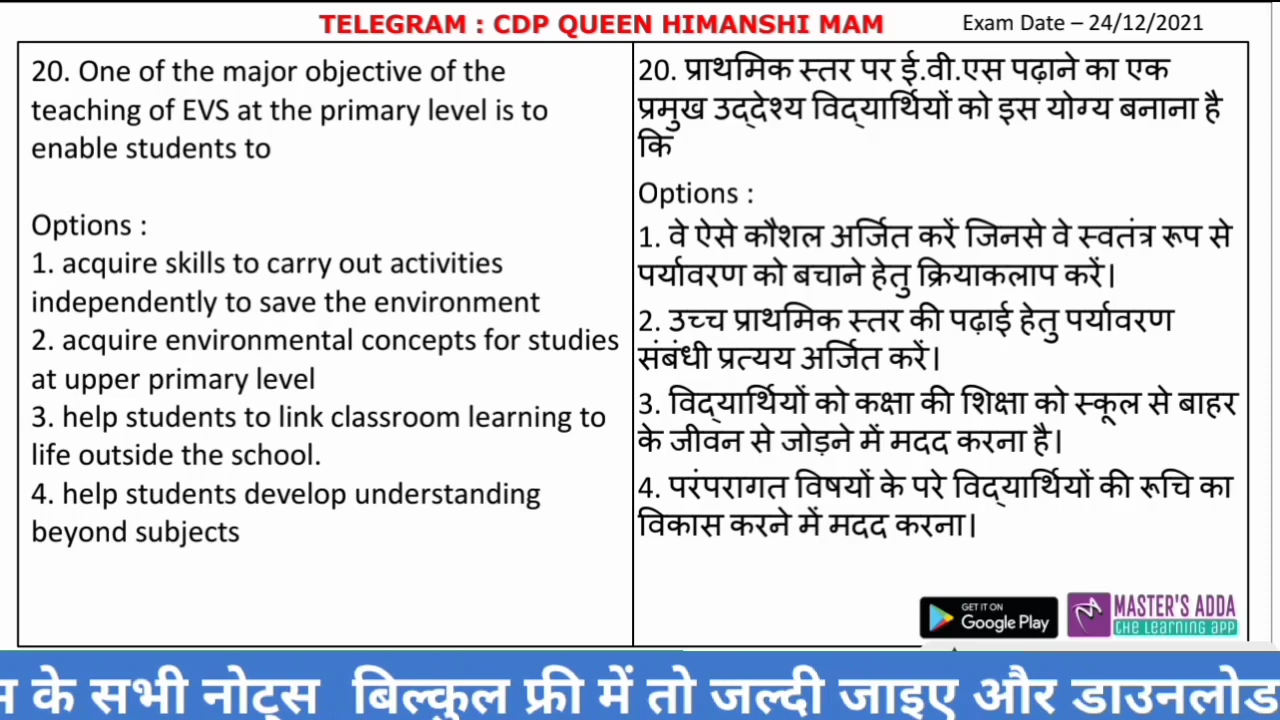 TELEGRAM : CDP QUEEN HIMANSHI MAM
Exam Date – 24/12/2021
20. One of the major objective of the
teaching of EVS at the primary level is to
enable students to
Options :
1. acquire skills to carry out activities
independently to save the environment
2. acquire environmental concepts for studies
at upper primary level
3. help students to link classroom learning to
life outside the school.
4. help students develop understanding
beyond subjects
20. प्राथमिक स्तर पर ई.वी.एस पढ़ाने का एक
प्रमुख उद्देश्य विद्यार्थियों को इस योग्य बनाना है
कि
Options :
1. वे ऐसे कौशल अर्जित करें जिनसे वे स्वतंत्र रूप से
पर्यावरण को बचाने हेतु क्रियाकलाप करें।
2. उच्च प्राथमिक स्तर की पढ़ाई हेतु पर्यावरण
संबंधी प्रत्यय अर्जित करें।
3. विद्यार्थियों को कक्षा की शिक्षा को स्कूल से बाहर
के जीवन से जोड़ने में मदद करना है।
4. परंपरागत विषयों के परे विद्यार्थियों की रूचि का
विकास करने में मदद करना।
GET IT ON
Google Play
MASTER'S ADDA
THE LEARNING APP
के सभी नोट्स बिल्कुल फ्री में तो जल्दी जाइए और डाउनलोड